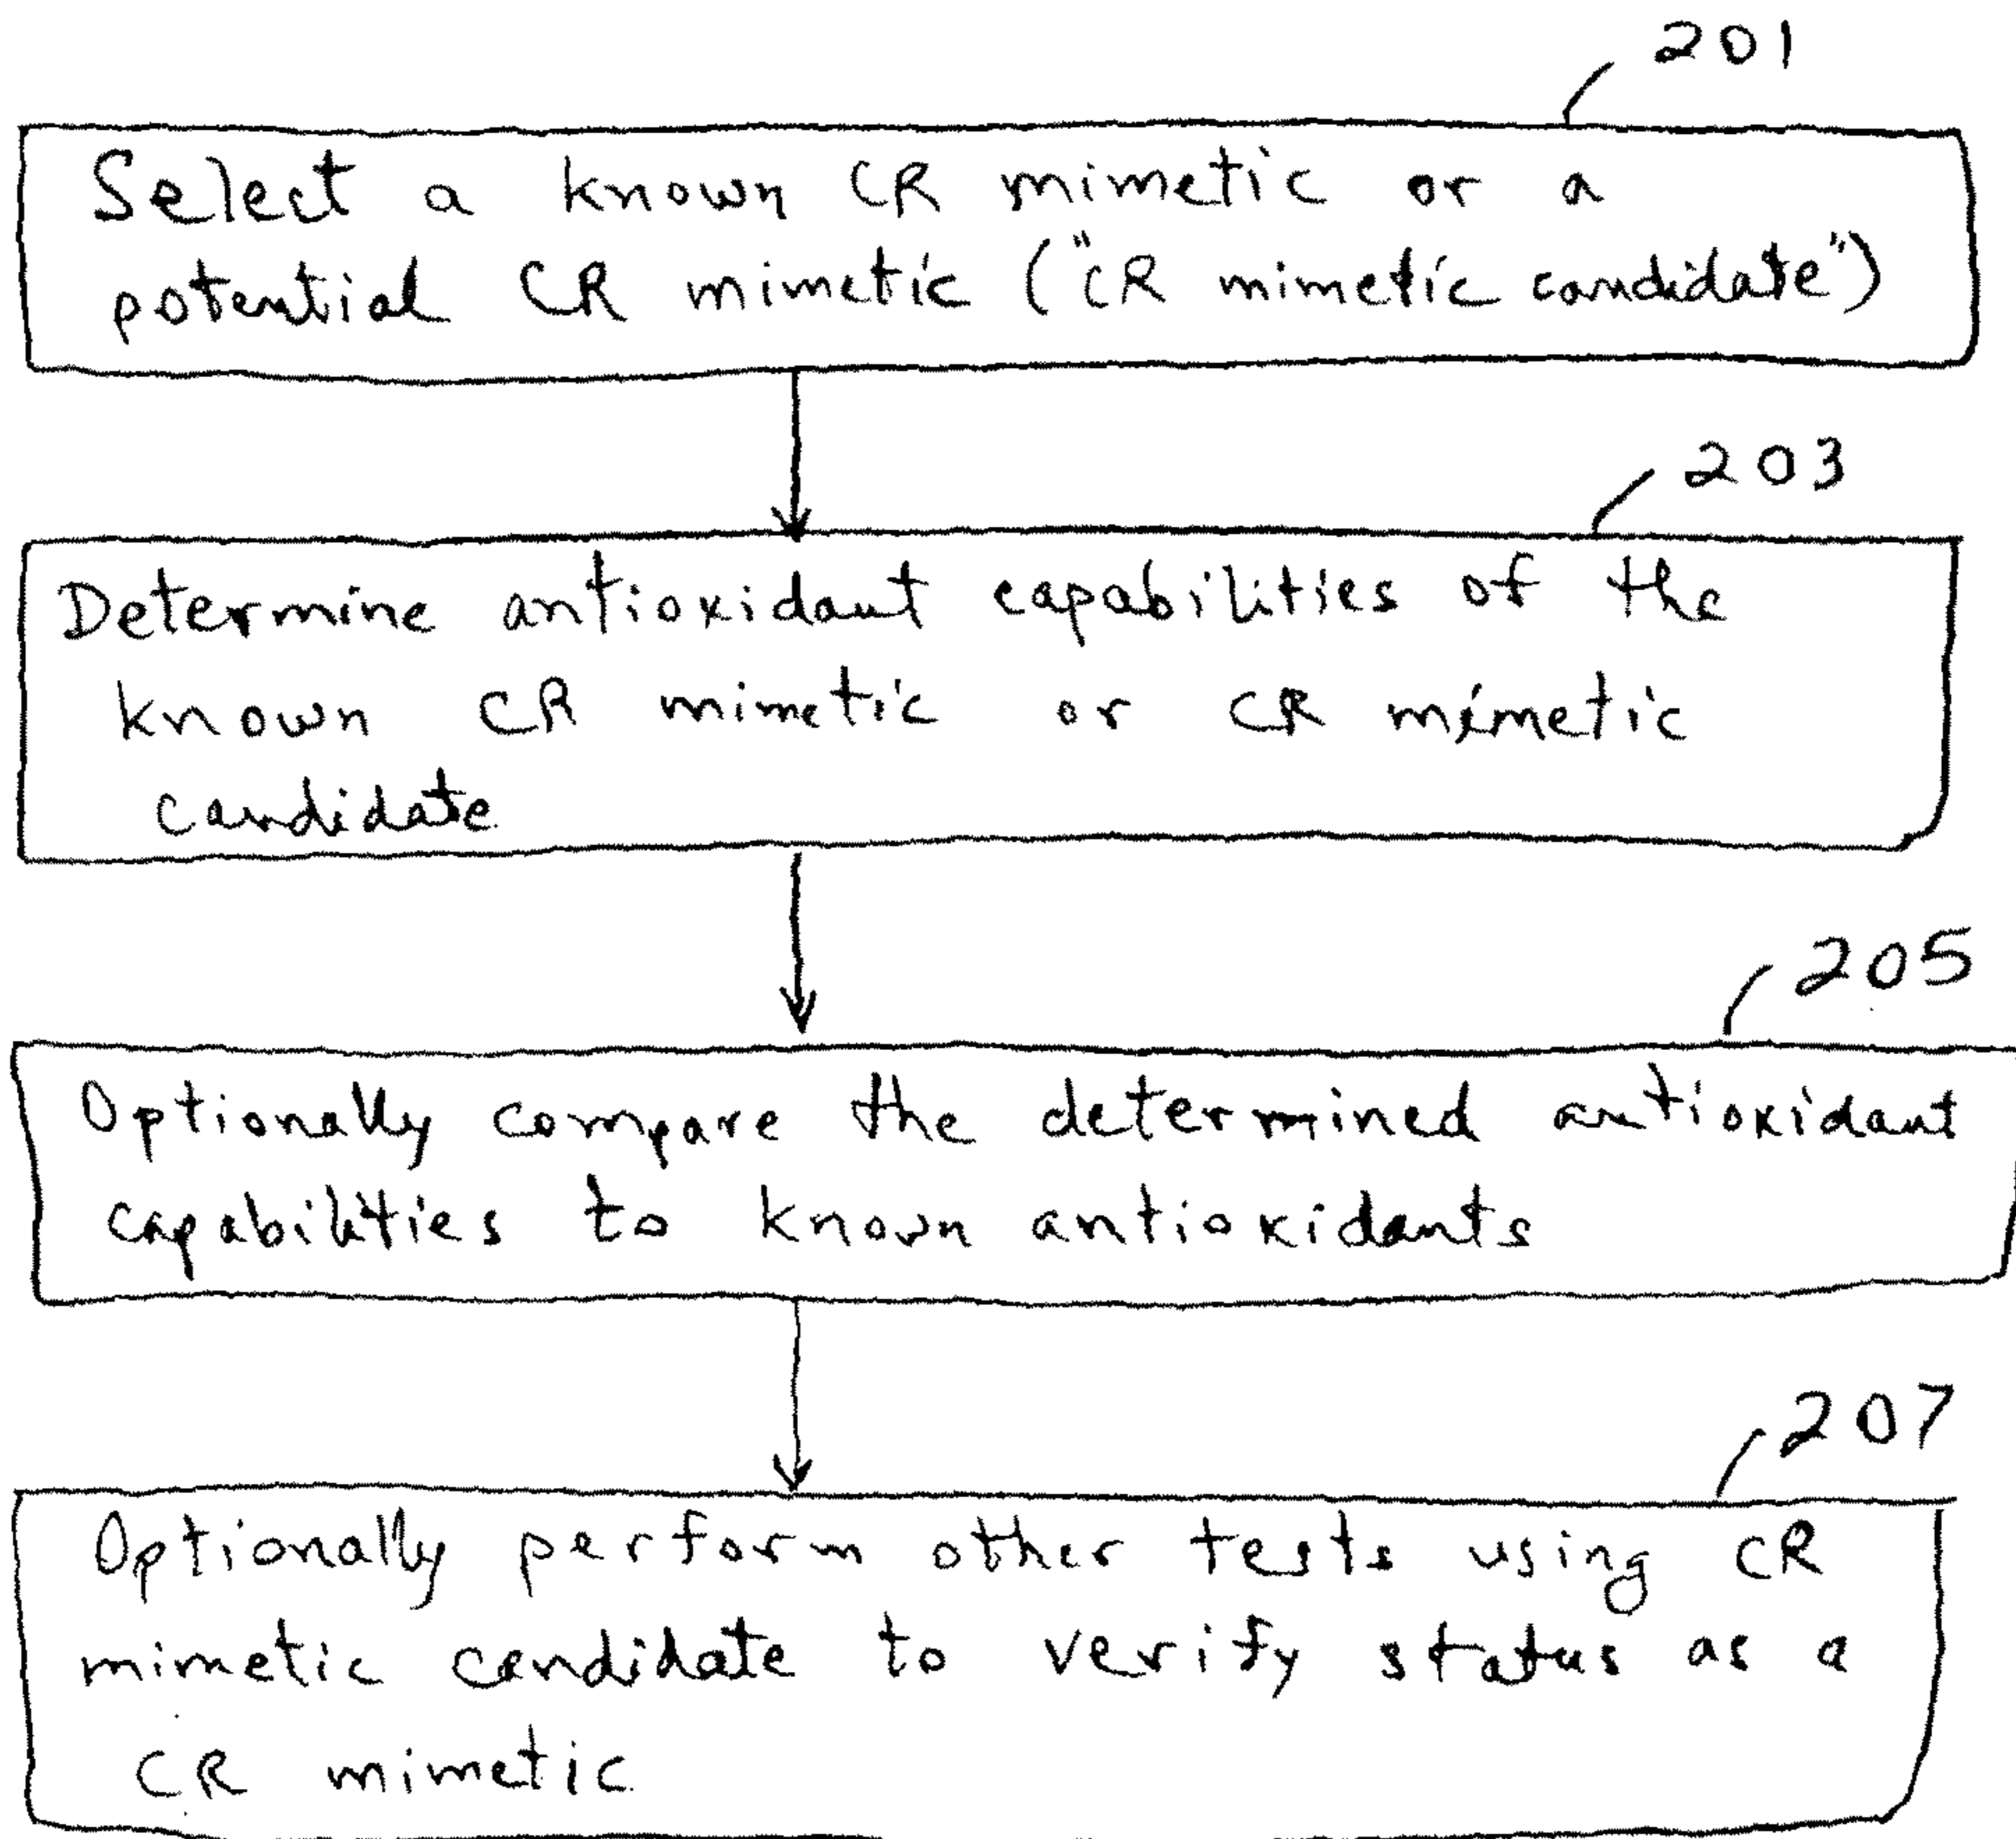 201
Select a known CR mimetic or a
potential CR mimetic ("CR mimetic candidate")
203
Determine antioxidant capabilities of the
known CR mimetic or CR mimetic
candidate
205
Optionally compare the determined antioxidant
capabilities to known antioxidants
207
Optionally perform other tests using CR
mimetic candidate to verify status as a
CR mimetic